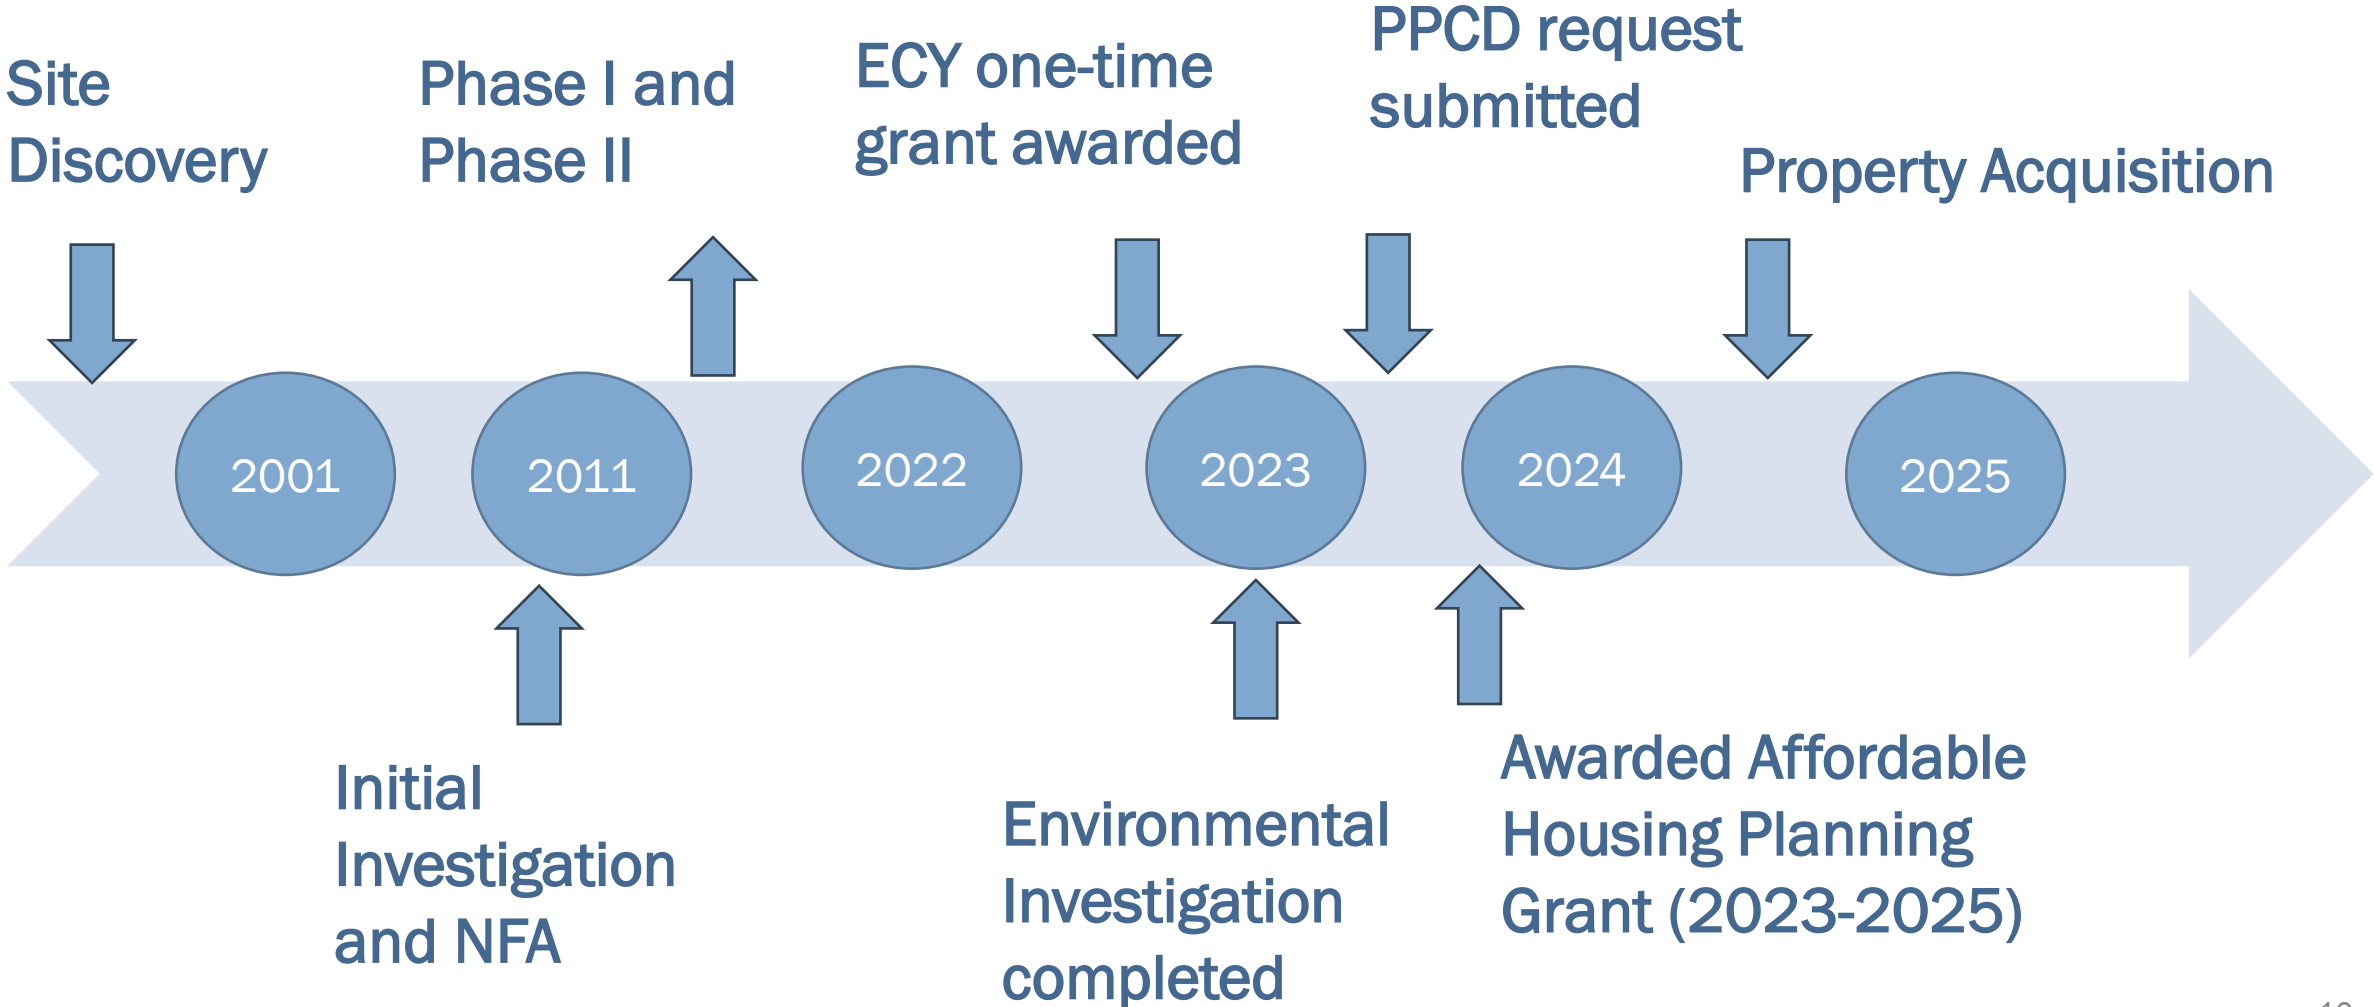 Site
Discovery
Phase I and
Phase II
ECY one-time
grant awarded
PPCD request
submitted
Property Acquisition
2001
2011
2022
2023
2024
2025
Initial
Investigation
and NFA
Environmental
Investigation
completed
Awarded Affordable
Housing Planning
Grant (2023-2025)